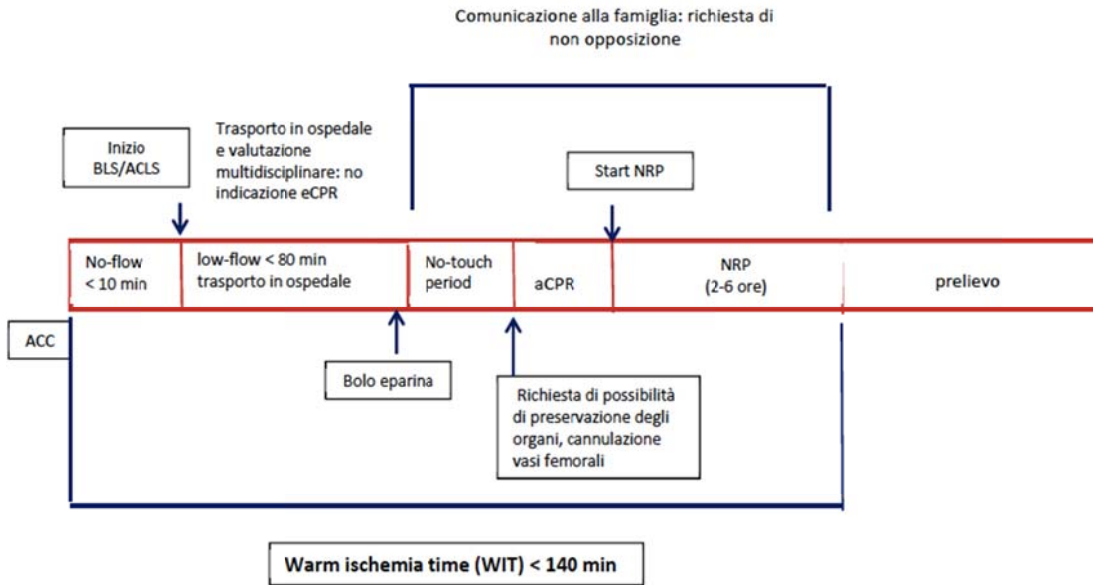 Comunicazione alla famiglia: richiesta di
non opposizione
Inizio
BLS/ACLS
Trasporto in ospedale
e valutazione
multidisciplinare: no
indicazione eCPR
Start NRP
No-flow
< 10 min
low-flow < 80 min
trasporto in ospedale
No-touch
period
aCPR
NRP
(2-6 ore)
prelievo
ACC
Bolo eparina
Richiesta di possibilità
di preservazione degli
organi, cannulazione
vasi femorali
Warm ischemia time (WIT) < 140 min